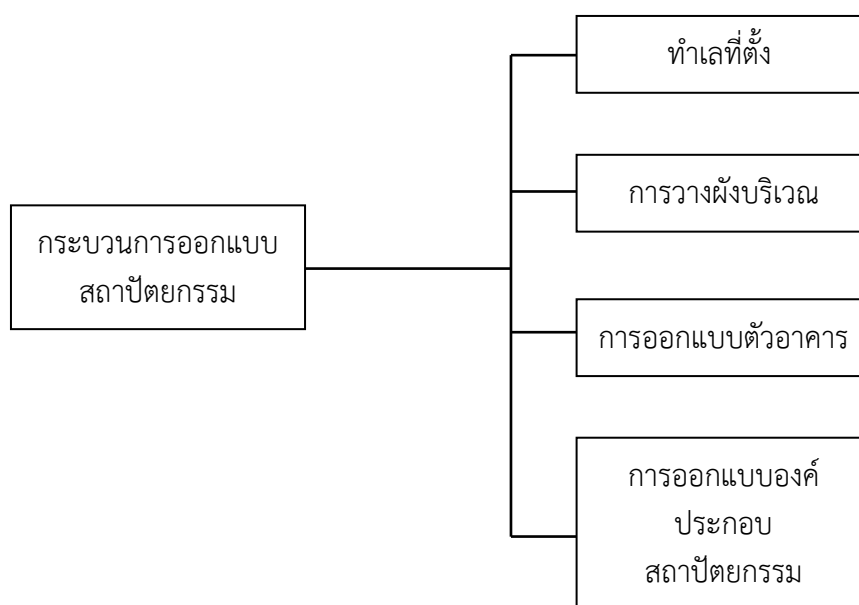 ทำเลที่ตั้ง
การวางผังบริเวณ
กระบวนการออกแบบ
สถาปัตยกรรม
การออกแบบตัวอาคาร
การออกแบบองค์
ประกอบ
สถาปัตยกรรม